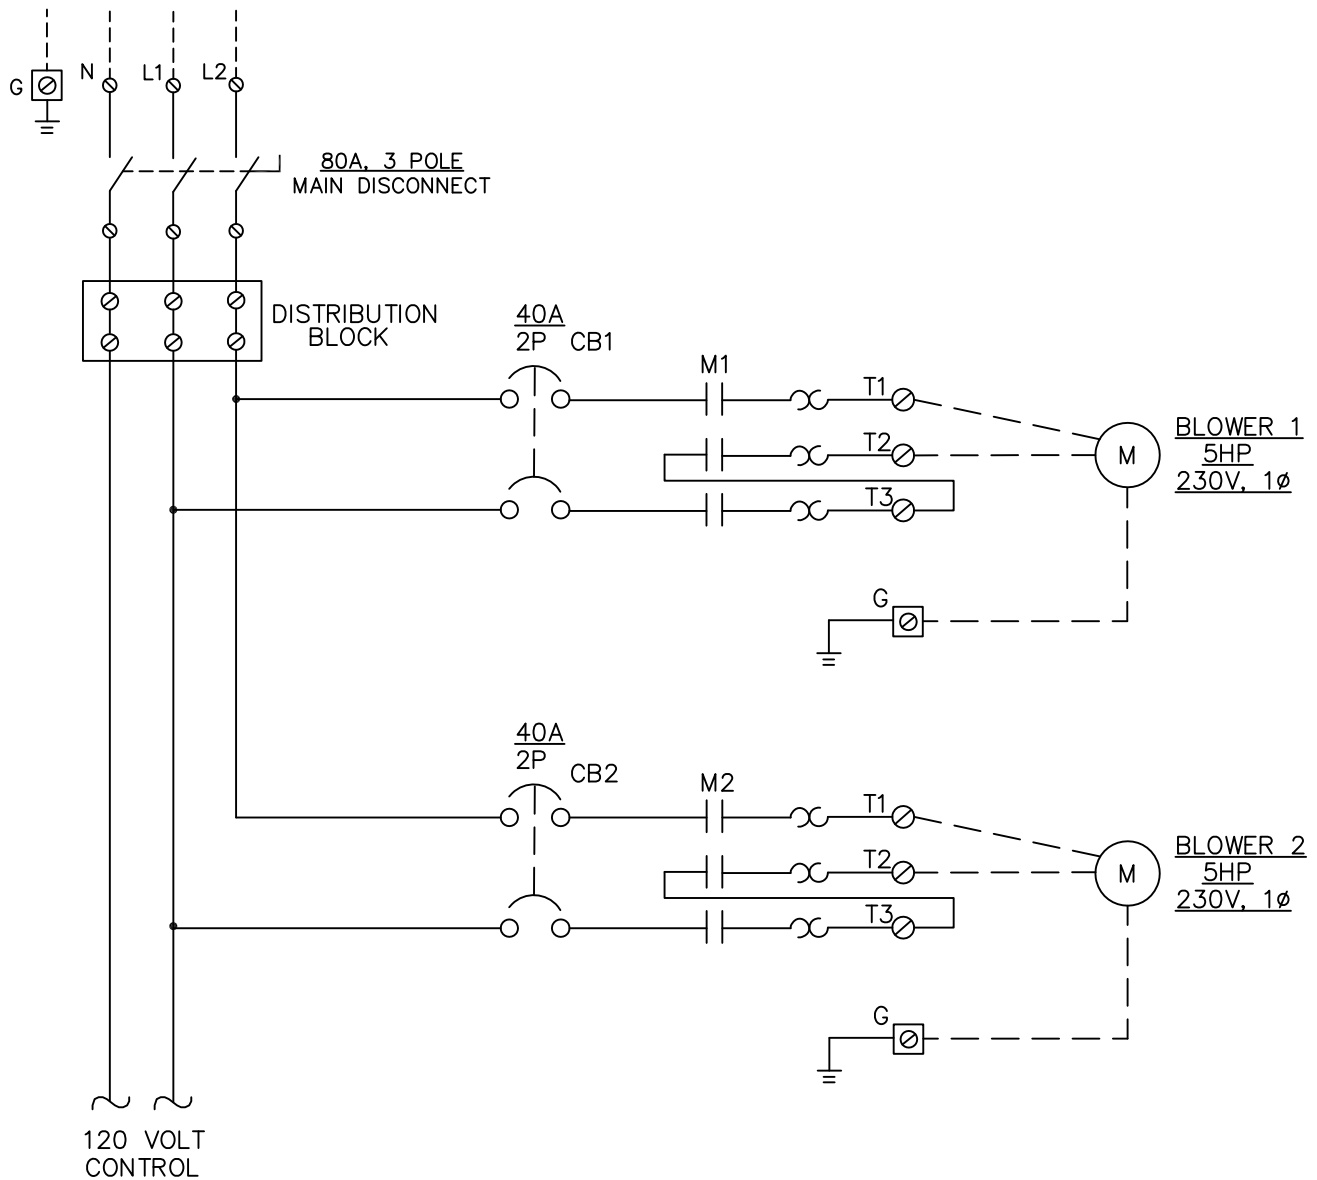 G
N
L1
L2
80A, 3 POLE
MAIN DISCONNECT
DISTRIBUTION
BLOCK
40A
2P CB1
M1
T1
T2
T3
M
BLOWER 1
5HP
230V, 1ø
G
40A
2P
CB2
M2
T1
T2
T3
M
BLOWER 2
5HP
230V, 1ø
G
120 VOLT
CONTROL